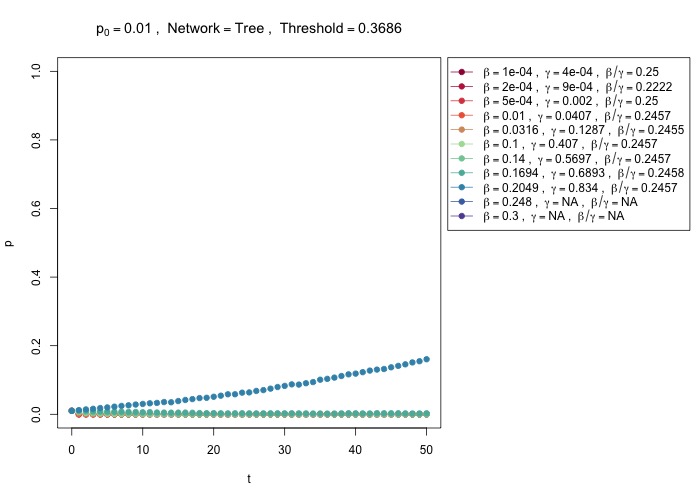 p₀ = 0.01 , Network = Tree , Threshold = 0.3686
β = 1e-04 , γ = 4e-04 , β/γ = 0.25
β = 2e-04 , γ = 9e-04 , β/γ = 0.2222
β = 5e-04 , γ = 0.002 , β/γ = 0.25
β = 0.01 , γ = 0.0407 , β/γ = 0.2457
β = 0.0316 , γ = 0.1287 , β/γ = 0.2455
β = 0.1 , γ = 0.407 , β/γ = 0.2457
β = 0.14 , γ = 0.5697 , β/γ = 0.2457
β = 0.1694 , γ = 0.6893 , β/γ = 0.2458
β = 0.2049 , γ = 0.834 , β/γ = 0.2457
β = 0.248 , γ = NA , β/γ = NA
β = 0.3 , γ = NA , β/γ = NA
1.0
0.8
0.6
0.4
0.2
0.0
p
0 10 20 30 40 50
t